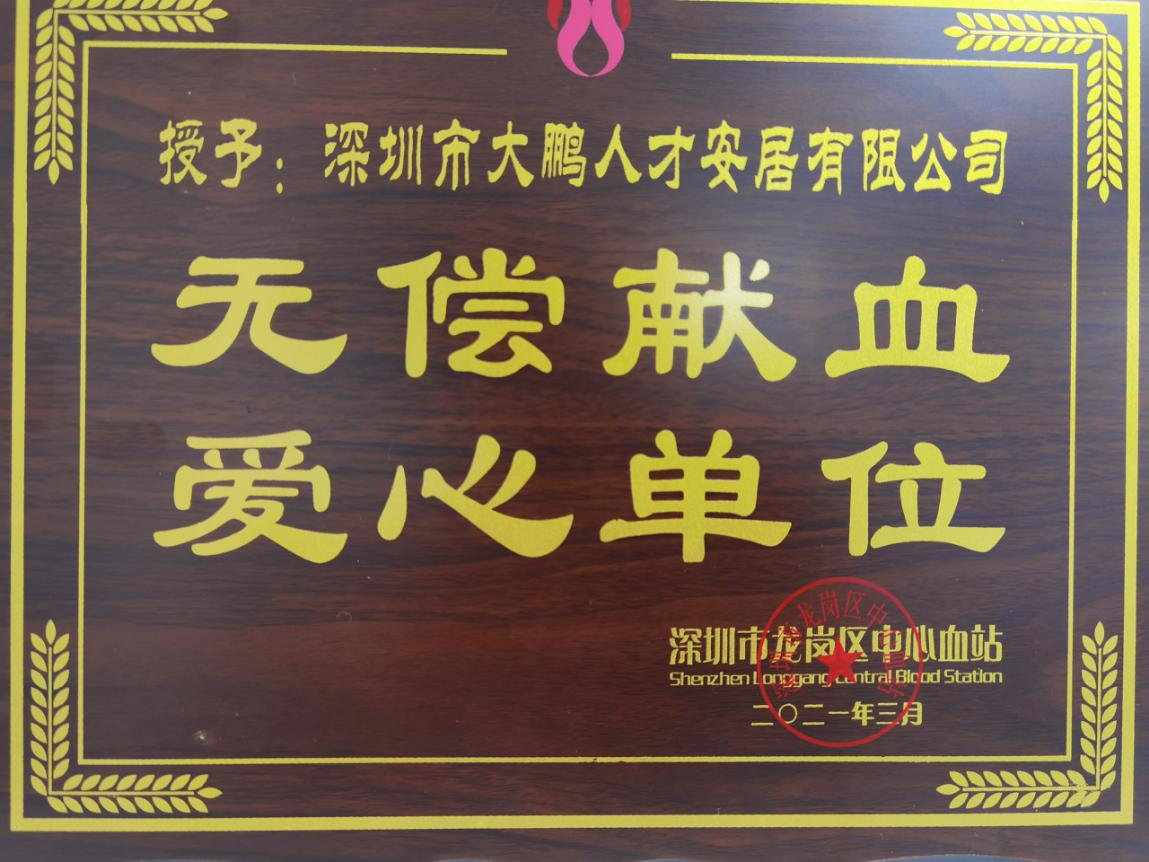 授予：深圳市大鹏人才安居有限公司
无偿献血
爱心单位
深圳市龙岗区中心血站
Shenzhen Longgang Central Blood Station
二〇二一年三月